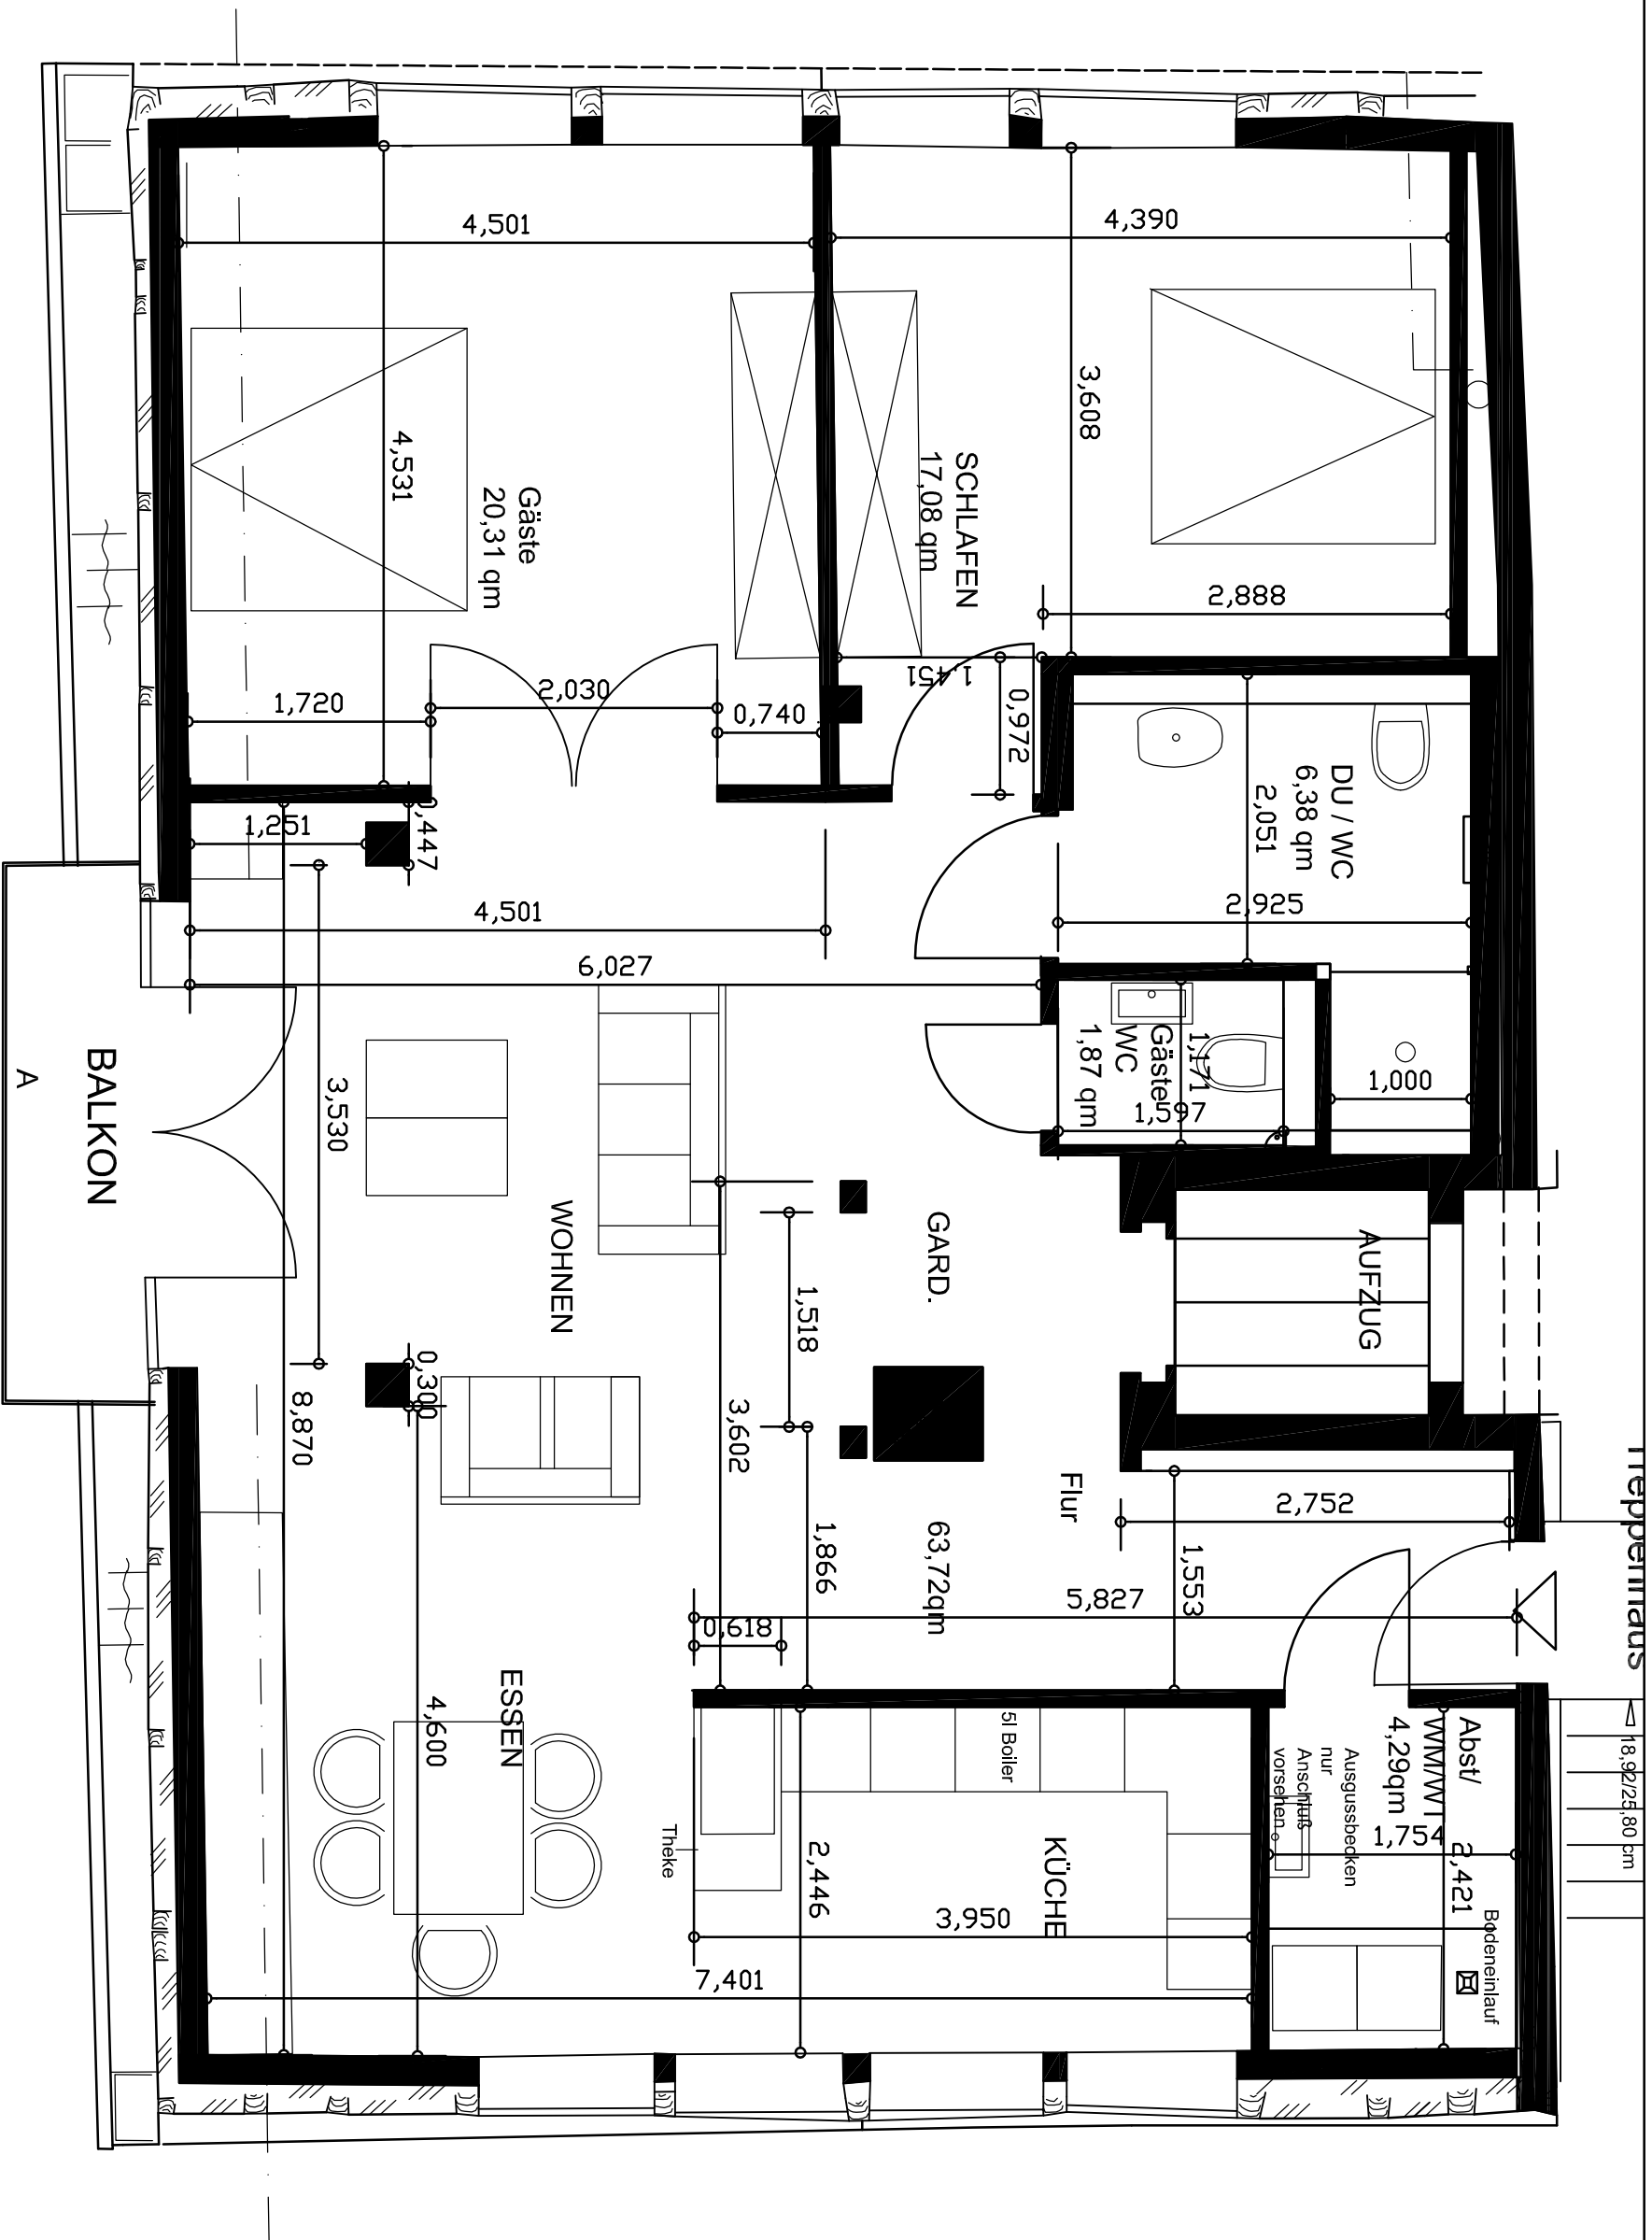 4,501
4,390
3,608
4,531
Gäste
20,31 qm
SCHLAFEN
17,08 qm
2,888
1,451
0,972
1,720
2,030
0,740
DU / WC
6,38 qm
2,051
2,925
1,251
0,447
4,501
6,027
Gäste
WC
1,87 qm
1,171
1,597
1,000
BALKON
A
3,530
WOHNEN
GARD.
AUFZUG
1,518
0,300
8,870
3,602
Flur
63,72qm
2,752
1,866
1,553
5,827
0,618
Treppenhaus
18,92/25,80 cm
ESSEN
4,600
5l Boiler
Theke
KÜCHE
2,446
3,950
7,401
Abst/
WM/WT
4,29qm
Ausgussbecken
nur
Anschluß
vorsehen
1,754
2,421
Bodeneinlauf